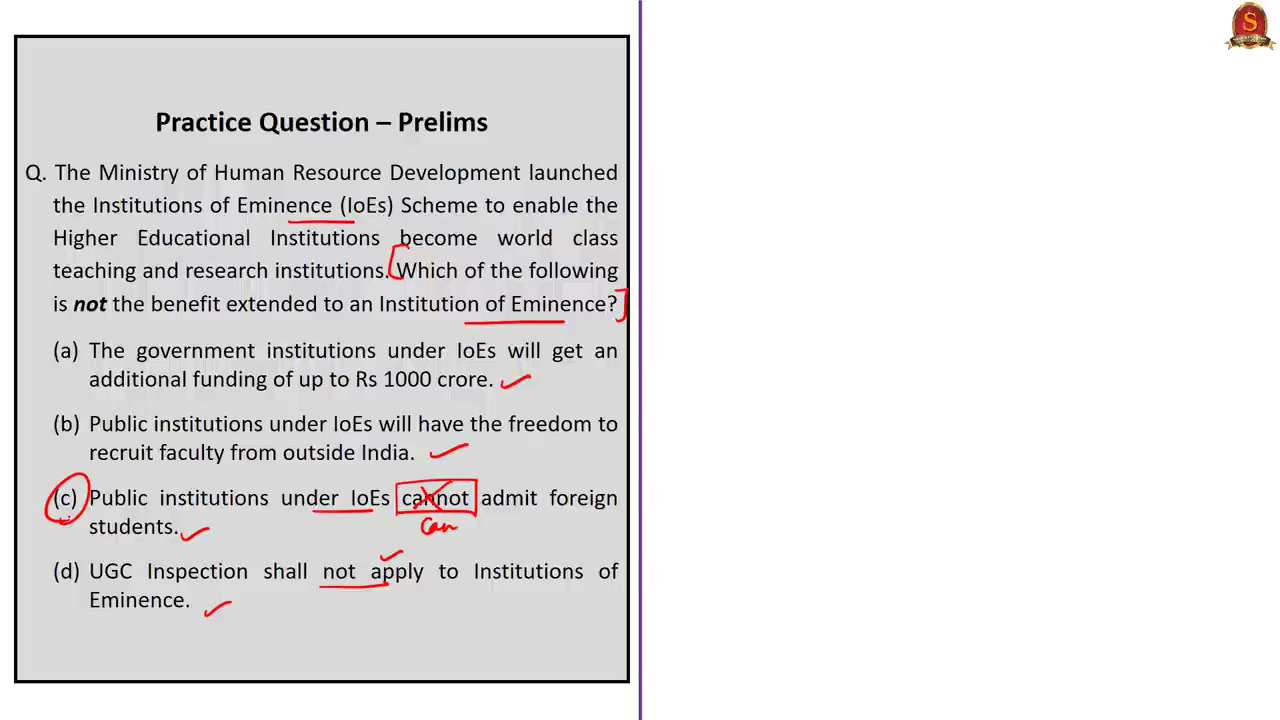 Practice Question – Prelims
Q. The Ministry of Human Resource Development launched
the Institutions of Eminence (IoEs) Scheme to enable the
Higher Educational Institutions become world class
teaching and research institutions. Which of the following
is not the benefit extended to an Institution of Eminence?
(a) The government institutions under IoEs will get an
additional funding of up to Rs 1000 crore.
(b) Public institutions under IoEs will have the freedom to
recruit faculty from outside India.
(c) Public institutions under IoEs cannot admit foreign
students.
can
(d) UGC Inspection shall not apply to Institutions of
Eminence.
S